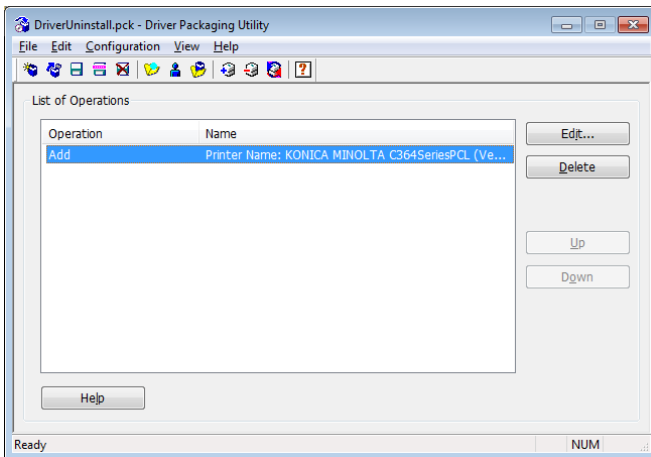 DriverUninstall.pck - Driver Packaging Utility
File Edit Configuration View Help
List of Operations
Operation Name
Add Printer Name: KONICA MINOLTA C364SeriesPCL (Ve...
Edit...
Delete
Up
Down
Help
Ready NUM